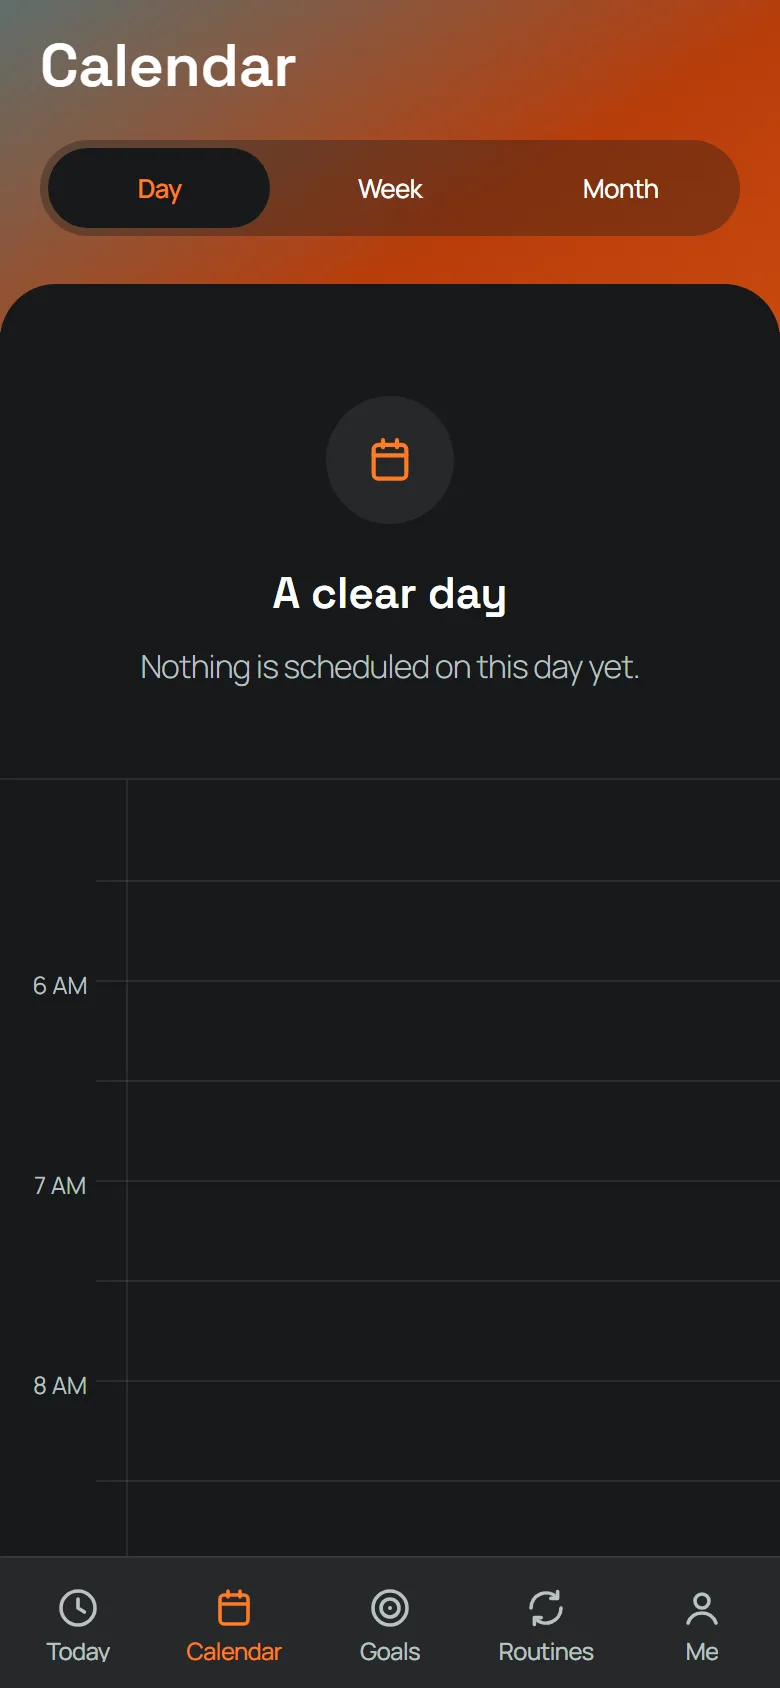 Calendar
Day Week Month
A clear day
Nothing is scheduled on this day yet.
6 AM
7 AM
8 AM
Today Calendar Goals Routines Me